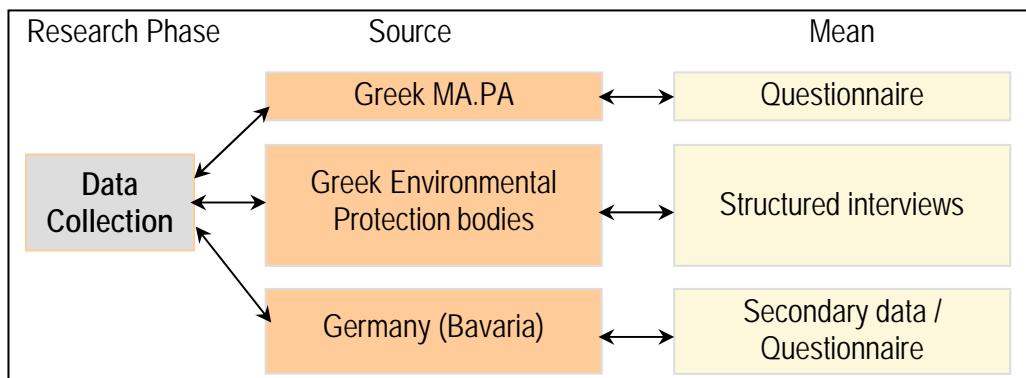 Research Phase Source Mean
Greek MA.PA Questionnaire
Data
Collection
Greek Environmental
Protection bodies
Structured interviews
Germany (Bavaria)
Secondary data /
Questionnaire